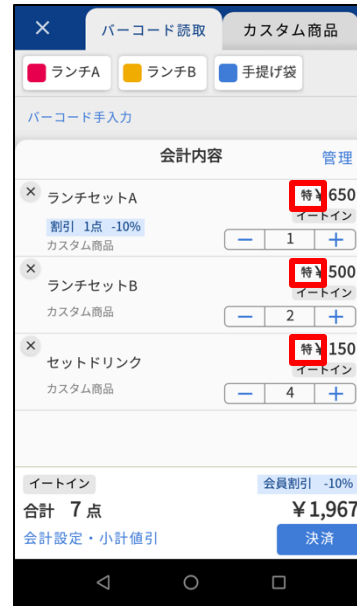 × バーコード読取 カスタム商品
ランチA ランチB 手提げ袋
バーコード手入力
会計内容 管理
× ランチセットA 特 ¥650
イートイン
割引 1点 -10%
カスタム商品 － 1 ＋
× ランチセットB 特 ¥500
イートイン
カスタム商品 － 2 ＋
× セットドリンク 特 ¥150
イートイン
カスタム商品 － 4 ＋
イートイン 会員割引 -10%
合計 7点 ¥1,967
会計設定・小計値引 決済